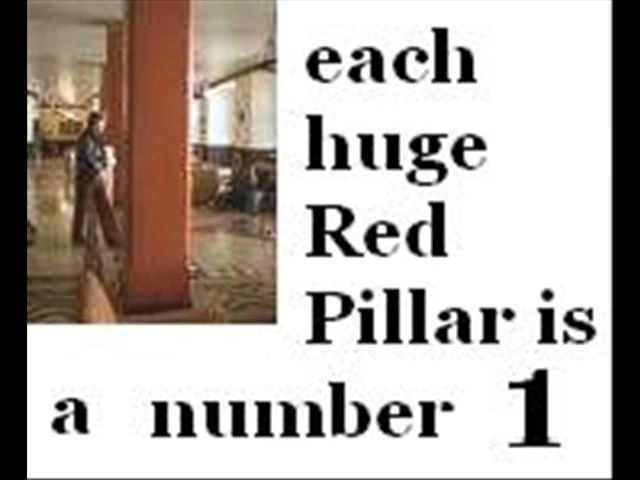 each
huge
Red
Pillar is
a number 1